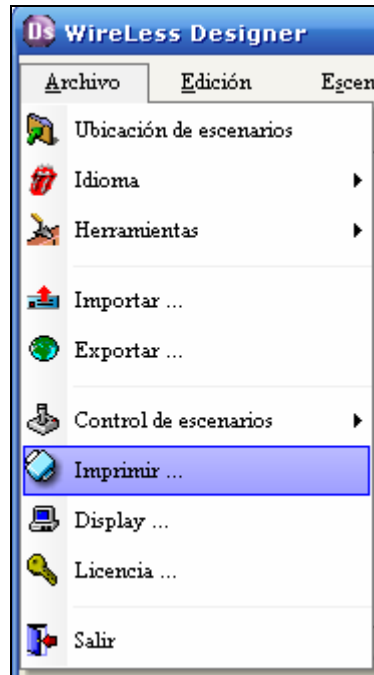 Ds WireLess Designer
Archivo Edición Escen
Ubicación de escenarios
Idioma
Herramientas
Importar ...
Exportar ...
Control de escenarios
Imprimir ...
Display ...
Licencia ...
Salir